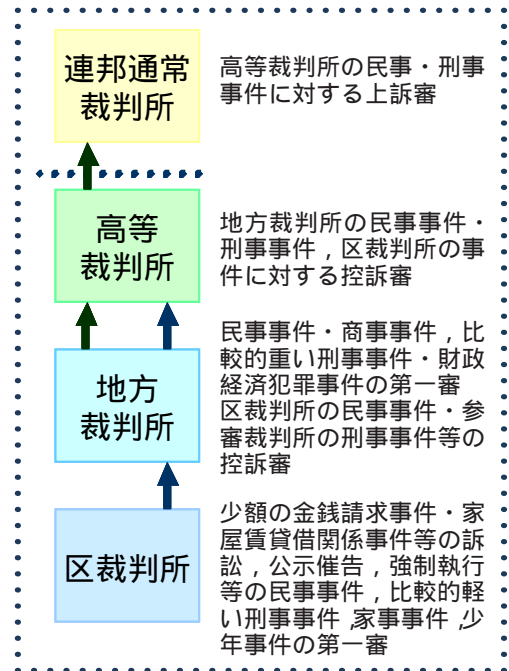 連邦通常
裁判所
高等裁判所の民事・刑事
事件に対する上訴審
高等
裁判所
地方裁判所の民事事件・
刑事事件，区裁判所の事
件に対する控訴審
地方
裁判所
民事事件・商事事件，比
較的重い刑事事件・財政
経済犯罪事件の第一審
区裁判所の民事事件・参
審裁判所の刑事事件等の
控訴審
区裁判所
少額の金銭請求事件・家
屋賃貸借関係事件等の訴
訟，公示催告，強制執行
等の民事事件，比較的軽
い刑事事件，家事事件，少
年事件の第一審